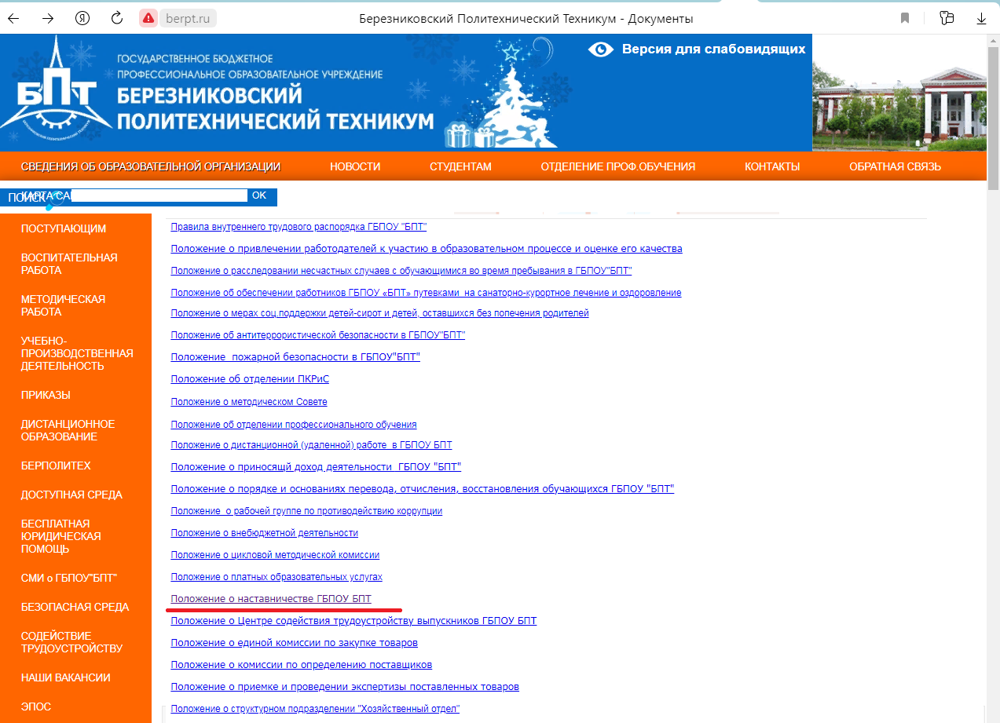 Я
berpt.ru
Березниковский Политехнический Техникум - Документы
БПТ
ГОСУДАРСТВЕННОЕ БЮДЖЕТНОЕ
ПРОФЕССИОНАЛЬНОЕ ОБРАЗОВАТЕЛЬНОЕ УЧРЕЖДЕНИЕ
БЕРЕЗНИКОВСКИЙ
ПОЛИТЕХНИЧЕСКИЙ ТЕХНИКУМ
Версия для слабовидящих
СВЕДЕНИЯ ОБ ОБРАЗОВАТЕЛЬНОЙ ОРГАНИЗАЦИИ НОВОСТИ СТУДЕНТАМ ОТДЕЛЕНИЕ ПРОФ.ОБУЧЕНИЯ КОНТАКТЫ ОБРАТНАЯ СВЯЗЬ
КАРТА СА
ПОИСК
OK
ПОСТУПАЮЩИМ
ВОСПИТАТЕЛЬНАЯ
РАБОТА
МЕТОДИЧЕСКАЯ
РАБОТА
УЧЕБНО-
ПРОИЗВОДСТВЕННАЯ
ДЕЯТЕЛЬНОСТЬ
ПРИКАЗЫ
ДИСТАНЦИОННОЕ
ОБРАЗОВАНИЕ
БЕРПОЛИТЕХ
ДОСТУПНАЯ СРЕДА
БЕСПЛАТНАЯ
ЮРИДИЧЕСКАЯ
ПОМОЩЬ
СМИ о ГБПОУ"БПТ"
БЕЗОПАСНАЯ СРЕДА
СОДЕЙСТВИЕ
ТРУДОУСТРОЙСТВУ
НАШИ ВАКАНСИИ
ЭПОС
Правила внутреннего трудового распорядка ГБПОУ "БПТ"
Положение о привлечении работодателей к участию в образовательном процессе и оценке его качества
Положение о расследовании несчастных случаев с обучающимися во время пребывания в ГБПОУ"БПТ"
Положение об обеспечении работников ГБПОУ «БПТ» путевками на санаторно-курортное лечение и оздоровление
Положение о мерах соц.поддержки детей-сирот и детей, оставшихся без попечения родителей
Положение об антитеррористической безопасности в ГБПОУ"БПТ"
Положение пожарной безопасности в ГБПОУ"БПТ"
Положение об отделении ПКРиС
Положение о методическом Совете
Положение об отделении профессионального обучения
Положение о дистанционной (удаленной) работе в ГБПОУ БПТ
Положение о приносящй доход деятельности ГБПОУ "БПТ"
Положение о порядке и основаниях перевода, отчисления, восстановления обучающихся ГБПОУ "БПТ"
Положение о рабочей группе по противодействию коррупции
Положение о внебюджетной деятельности
Положение о цикловой методической комиссии
Положение о платных образовательных услугах
Положение о наставничестве ГБПОУ БПТ
Положение о Центре содействия трудоустройству выпускников ГБПОУ БПТ
Положение о единой комиссии по закупке товаров
Положение о комиссии по определению поставщиков
Положение о приемке и проведении экспертизы поставленных товаров
Положение о структурном подразделении "Хозяйственный отдел"